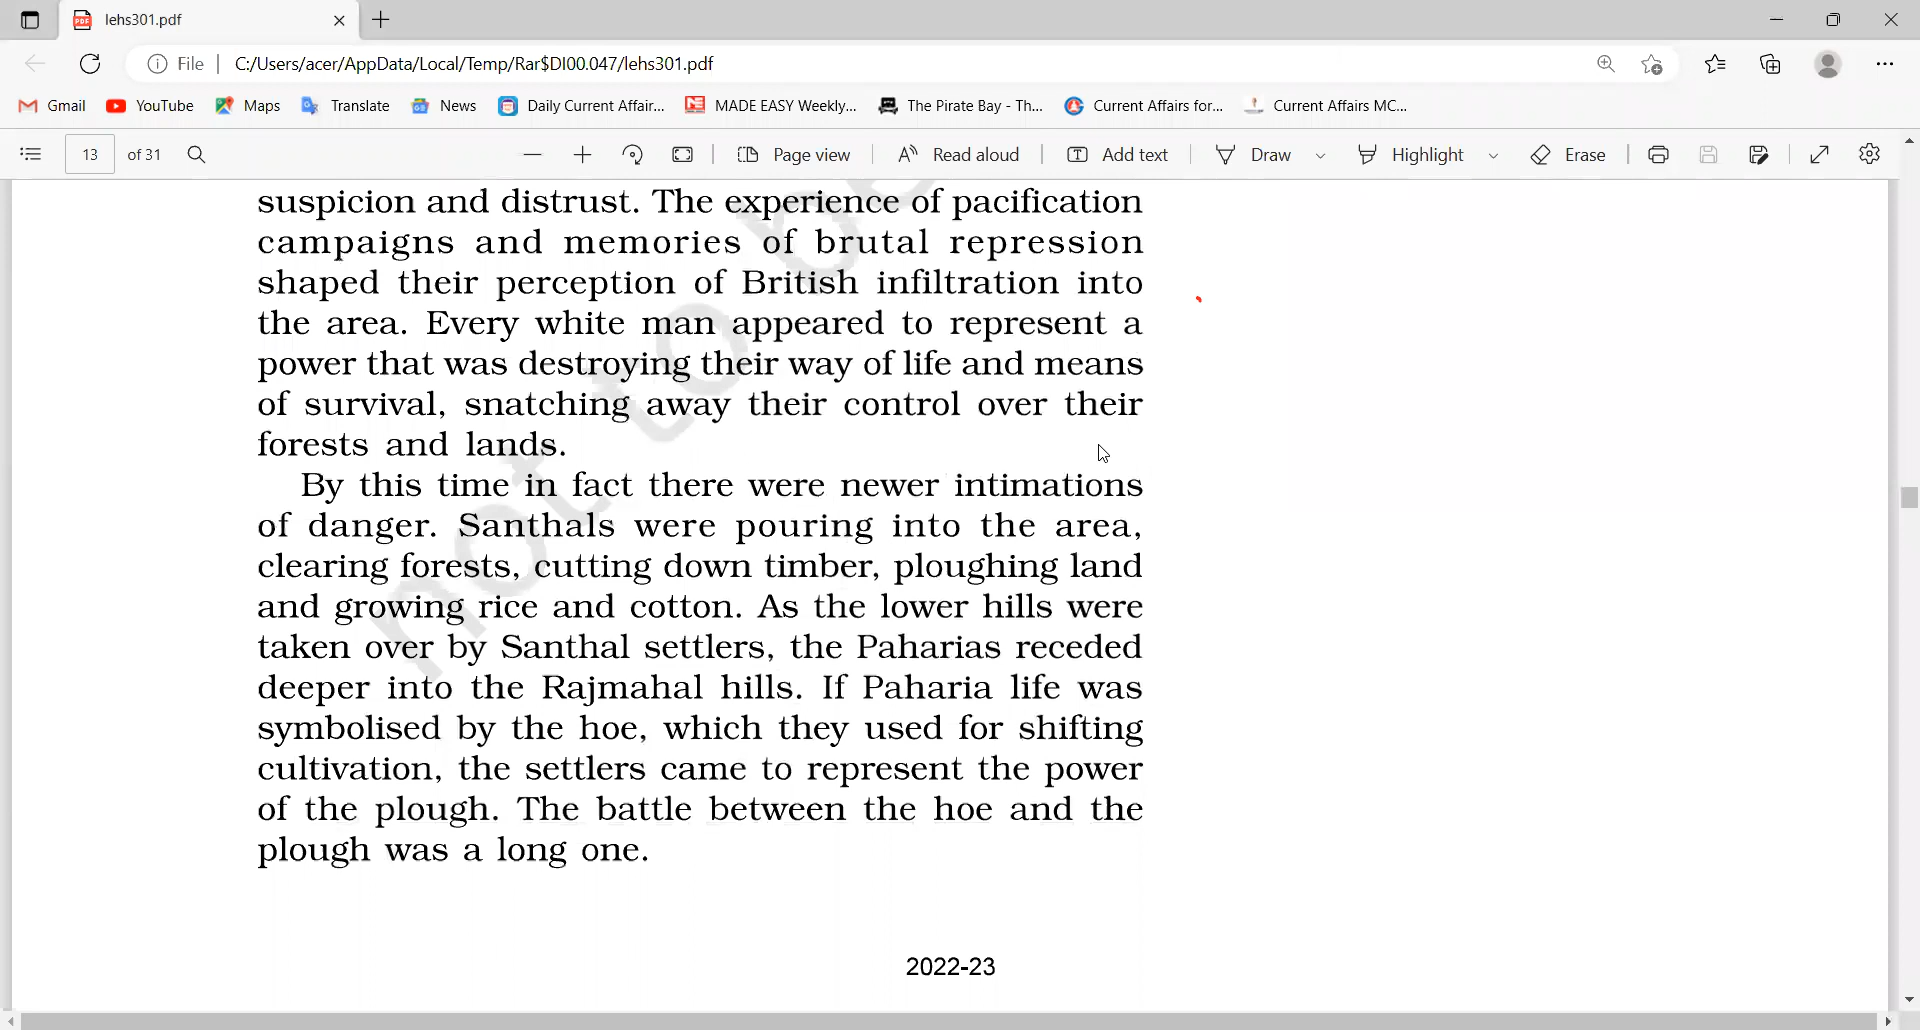 lehs301.pdf
File
C:/Users/acer/AppData/Local/Temp/Rar$DI00.047/lehs301.pdf
Gmail YouTube Maps Translate News Daily Current Affair... MADE EASY Weekly... The Pirate Bay - Th... Current Affairs for... Current Affairs MC...
13 of 31 Page view Read aloud Add text Draw Highlight Erase
suspicion and distrust. The experience of pacification
campaigns and memories of brutal repression
shaped their perception of British infiltration into
the area. Every white man appeared to represent a
power that was destroying their way of life and means
of survival, snatching away their control over their
forests and lands.
By this time in fact there were newer intimations
of danger. Santhals were pouring into the area,
clearing forests, cutting down timber, ploughing land
and growing rice and cotton. As the lower hills were
taken over by Santhal settlers, the Paharias receded
deeper into the Rajmahal hills. If Paharia life was
symbolised by the hoe, which they used for shifting
cultivation, the settlers came to represent the power
of the plough. The battle between the hoe and the
plough was a long one.
not to be
2022-23